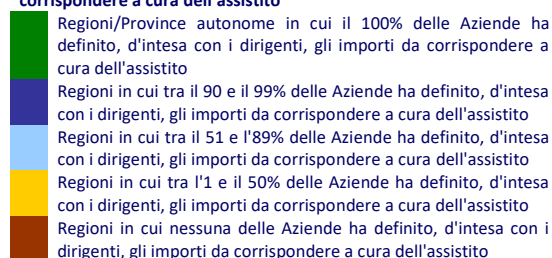 corrispondere a cura dell'assistito
Regioni/Province autonome in cui il 100% delle Aziende ha
definito, d'intesa con i dirigenti, gli importi da corrispondere a
cura dell'assistito
Regioni in cui tra il 90 e il 99% delle Aziende ha definito, d'intesa
con i dirigenti, gli importi da corrispondere a cura dell'assistito
Regioni in cui tra il 51 e l'89% delle Aziende ha definito, d'intesa
con i dirigenti, gli importi da corrispondere a cura dell'assistito
Regioni in cui tra l'1 e il 50% delle Aziende ha definito, d'intesa
con i dirigenti, gli importi da corrispondere a cura dell'assistito
Regioni in cui nessuna delle Aziende ha definito, d'intesa con i
dirigenti, gli importi da corrispondere a cura dell'assistito